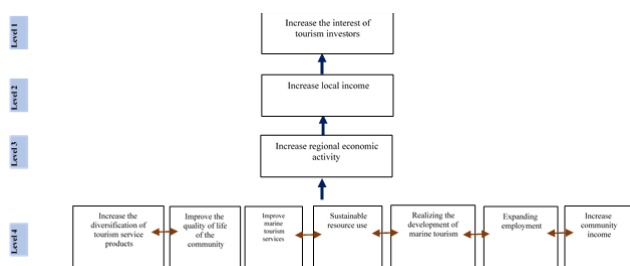 Level 1
Increase the interest of
tourism investors
Level 2
Increase local income
Level 3
Increase regional economic
activity
Level 4
Increase the
diversification of
tourism service
products
Improve the
quality of life
of the
community
Improve
marine
tourism
services
Sustainable
resource use
Realizing the
development of
marine tourism
Expanding
employment
Increase
community
income